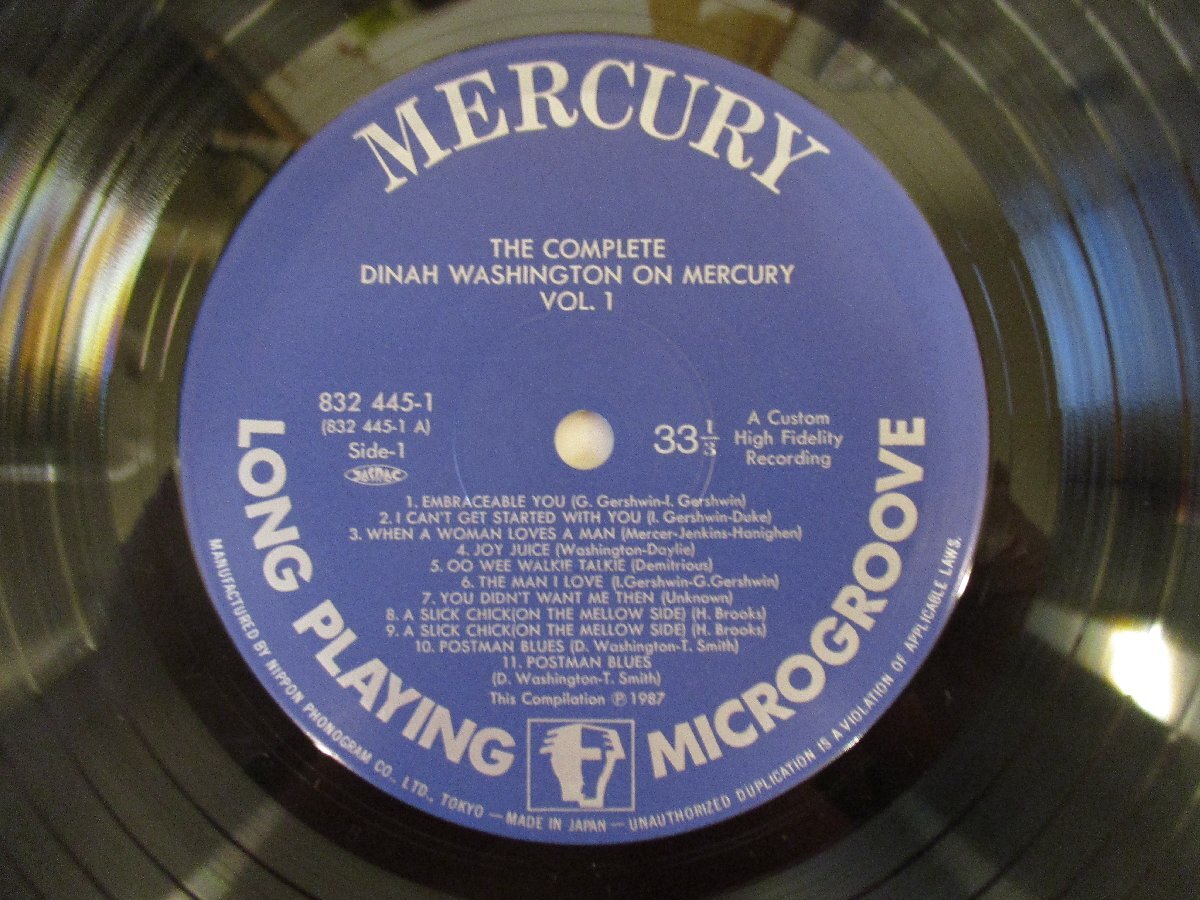 MERCURY
THE COMPLETE
DINAH WASHINGTON ON MERCURY
VOL. 1
832 445-1
(832 445-1 A)
Side-1
JASRAC
33 1/3
A Custom
High Fidelity
Recording
1. EMBRACEABLE YOU (G. Gershwin-I. Gershwin)
2. I CAN'T GET STARTED WITH YOU (I. Gershwin-Duke)
3. WHEN A WOMAN LOVES A MAN (Mercer-Jenkins-Hanighen)
4. JOY JUICE (Washington-Daylie)
5. OO WEE WALKIE TALKIE (Demitrious)
6. THE MAN I LOVE (I.Gershwin-G.Gershwin)
7. YOU DIDN'T WANT ME THEN (Unknown)
8. A SLICK CHICK(ON THE MELLOW SIDE) (H. Brooks)
9. A SLICK CHICK(ON THE MELLOW SIDE) (H. Brooks)
10. POSTMAN BLUES (D. Washington-T. Smith)
11. POSTMAN BLUES
(D. Washington-T. Smith)
This Compilation Ⓟ 1987
LONG PLAYING
MICROGROOVE
MANUFACTURED BY NIPPON PHONOGRAM CO., LTD., TOKYO — MADE IN JAPAN — UNAUTHORIZED DUPLICATION IS A VIOLATION OF APPLICABLE LAWS.